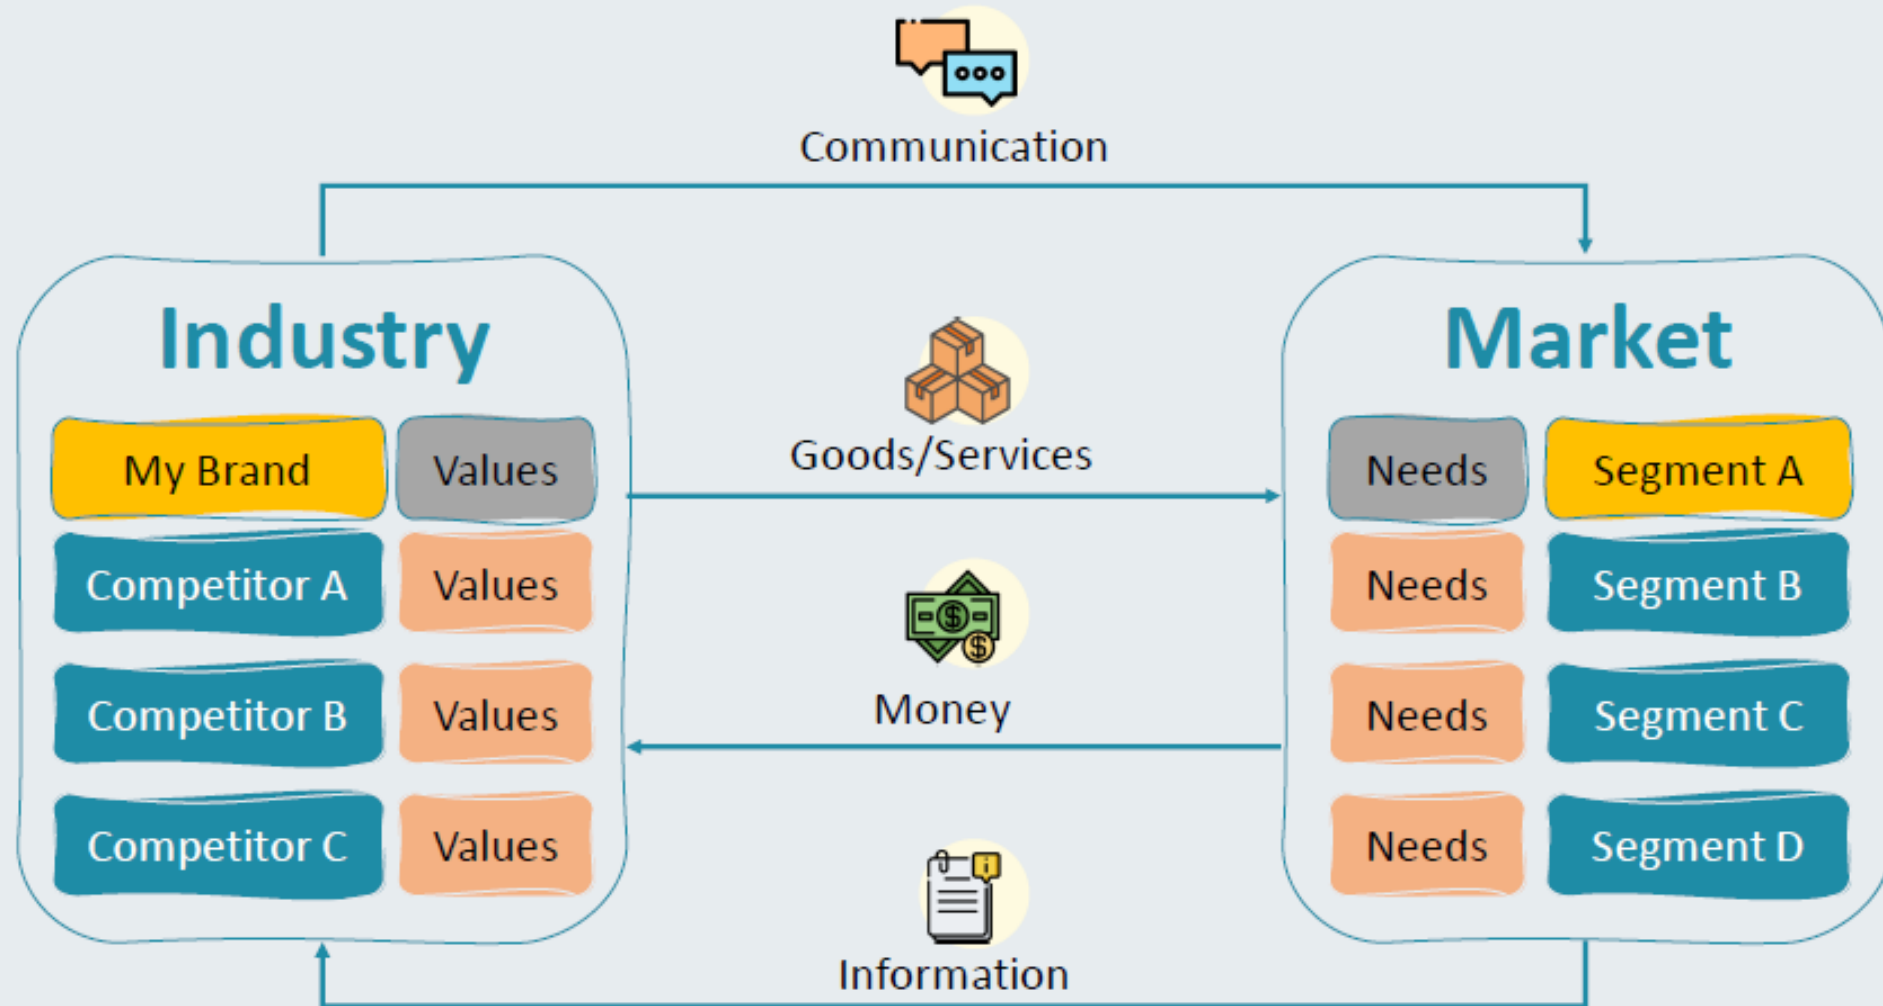 Communication
Industry
Market
Goods/Services
My Brand
Values
Needs
Segment A
Competitor A
Values
Needs
Segment B
Money
Competitor B
Values
Needs
Segment C
Competitor C
Values
Needs
Segment D
Information